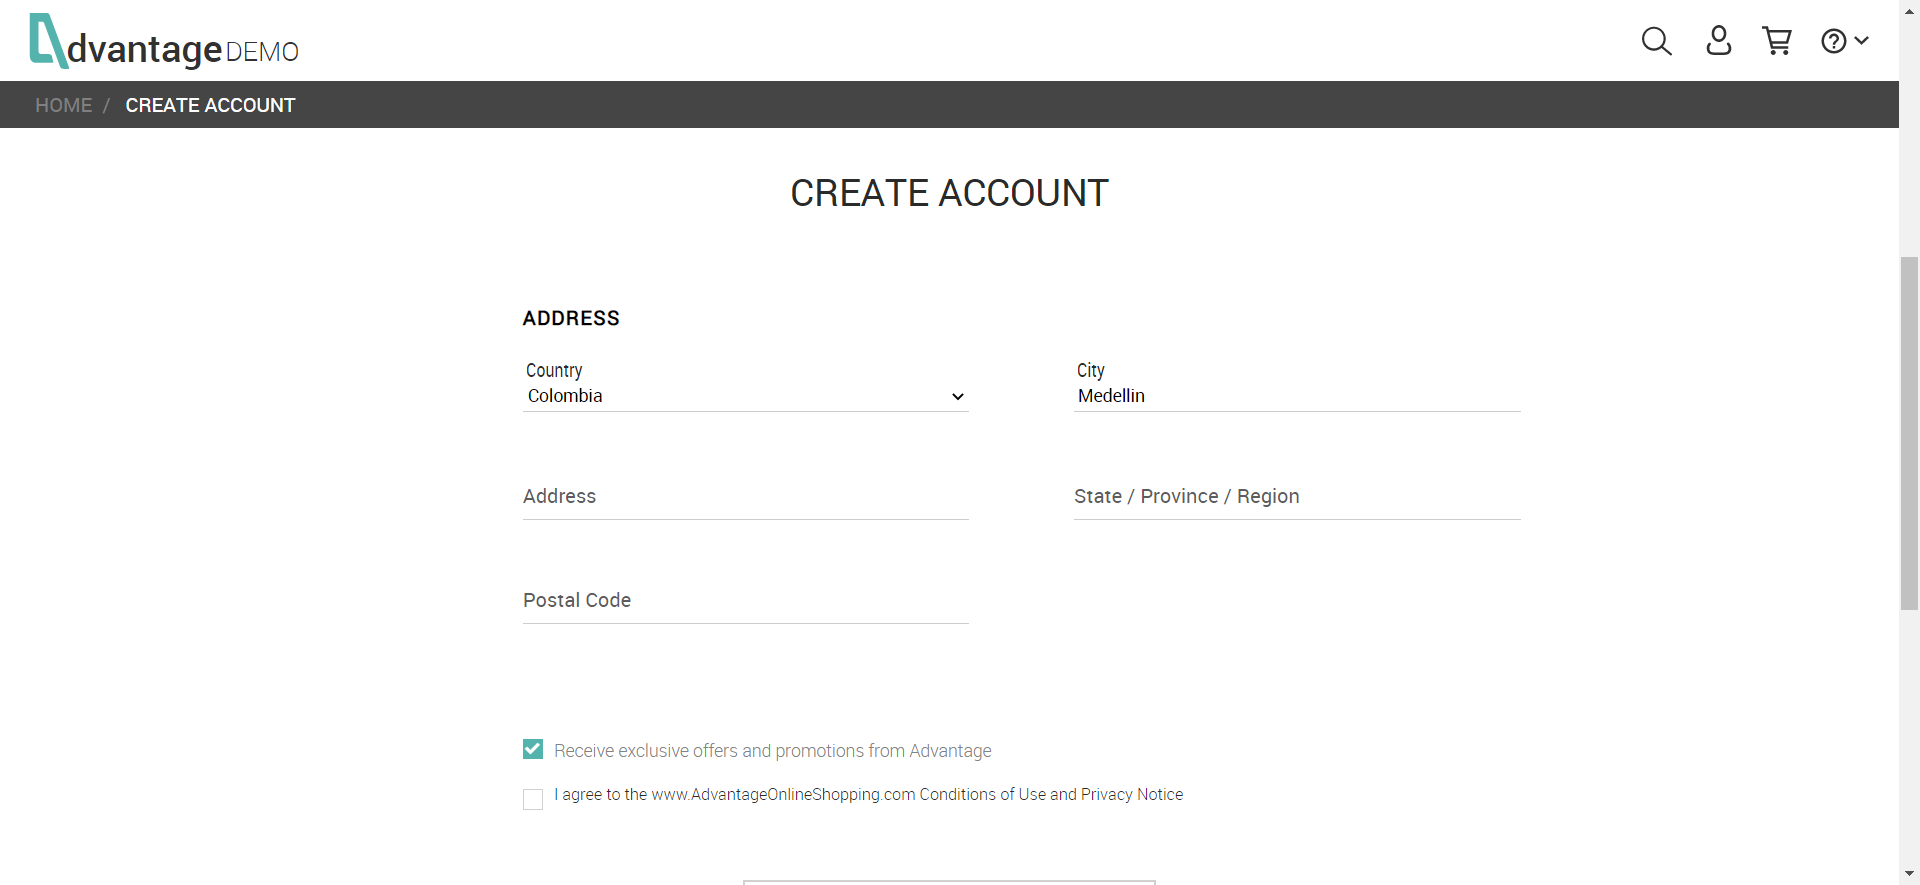 dvantage DEMO
HOME / CREATE ACCOUNT
CREATE ACCOUNT
ADDRESS
Country
Colombia
City
Medellin
Address
State / Province / Region
Postal Code
Receive exclusive offers and promotions from Advantage
I agree to the www.AdvantageOnlineShopping.com Conditions of Use and Privacy Notice